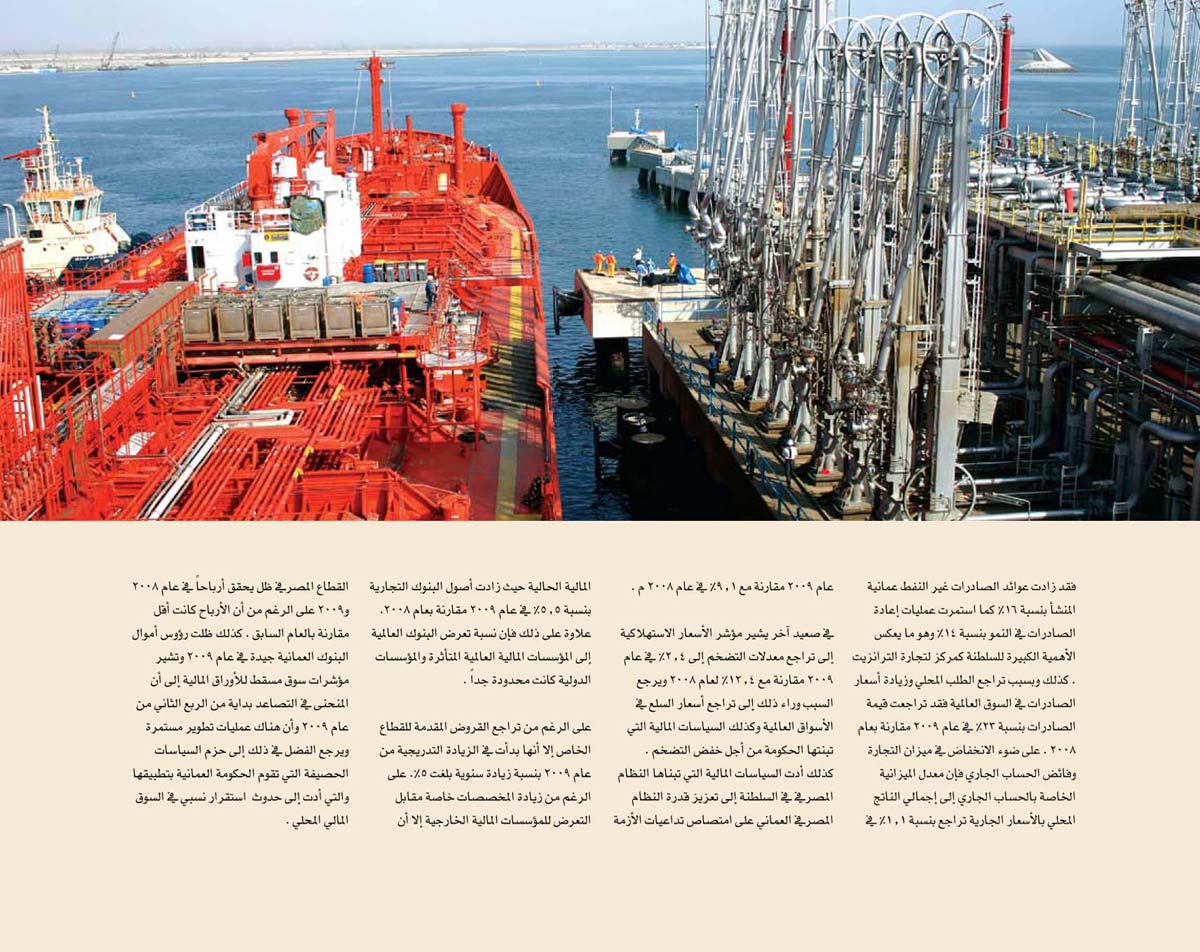 فقد زادت عوائد الصادرات غير النفط عمانية
المنشأ بنسبة ١٦٪ كما استمرت عمليات إعادة
الصادرات في النمو بنسبة ١٤٪ وهو ما يعكس
الأهمية الكبيرة للسلطنة كمركز لتجارة الترانزيت
. كذلك وبسبب تراجع الطلب المحلي وزيادة أسعار
الصادرات في السوق العالمية فقد تراجعت قيمة
الصادرات بنسبة ٢٣٪ في عام ٢٠٠٩ مقارنة بعام
٢٠٠٨ . على ضوء الانخفاض في ميزان التجارة
وفائض الحساب الجاري فإن معدل الميزانية
الخاصة بالحساب الجاري إلى إجمالي الناتج
المحلي بالأسعار الجارية تراجع بنسبة ١,١٪ في
عام ٢٠٠٩ مقارنة مع ٩,١٪ في عام ٢٠٠٨ م .
في صعيد آخر يشير مؤشر الأسعار الاستهلاكية
إلى تراجع معدلات التضخم إلى ٢,٤٪ في عام
٢٠٠٩ مقارنة مع ١٢,٤٪ لعام ٢٠٠٨ ويرجع
السبب وراء ذلك إلى تراجع أسعار السلع في
الأسواق العالمية وكذلك السياسات المالية التي
تبنتها الحكومة من أجل خفض التضخم .
كذلك أدت السياسات المالية التي تبناها النظام
المصرفي في السلطنة إلى تعزيز قدرة النظام
المصرفي العماني على امتصاص تداعيات الأزمة
المالية الحالية حيث زادت أصول البنوك التجارية
بنسبة ٥,٥٪ في عام ٢٠٠٩ مقارنة بعام ٢٠٠٨.
علاوة على ذلك فإن نسبة تعرض البنوك العالمية
إلى المؤسسات المالية العالمية المتأثرة والمؤسسات
الدولية كانت محدودة جداً .
على الرغم من تراجع القروض المقدمة للقطاع
الخاص إلا أنها بدأت في الزيادة التدريجية من
عام ٢٠٠٩ بنسبة زيادة سنوية بلغت ٥٪. على
الرغم من زيادة المخصصات خاصة مقابل
التعرض للمؤسسات المالية الخارجية إلا أن
القطاع المصرفي ظل يحقق أرباحاً في عام ٢٠٠٨
و٢٠٠٩ على الرغم من أن الأرباح كانت أقل
مقارنة بالعام السابق . كذلك ظلت رؤوس أموال
البنوك العمانية جيدة في عام ٢٠٠٩ وتشير
مؤشرات سوق مسقط للأوراق المالية إلى أن
المنحنى في التصاعد بداية من الربع الثاني من
عام ٢٠٠٩ وأن هناك عمليات تطوير مستمرة
ويرجع الفضل في ذلك إلى حزم السياسات
الحصيفة التي تقوم الحكومة العمانية بتطبيقها
والتي أدت إلى حدوث استقرار نسبي في السوق
المالي المحلي .